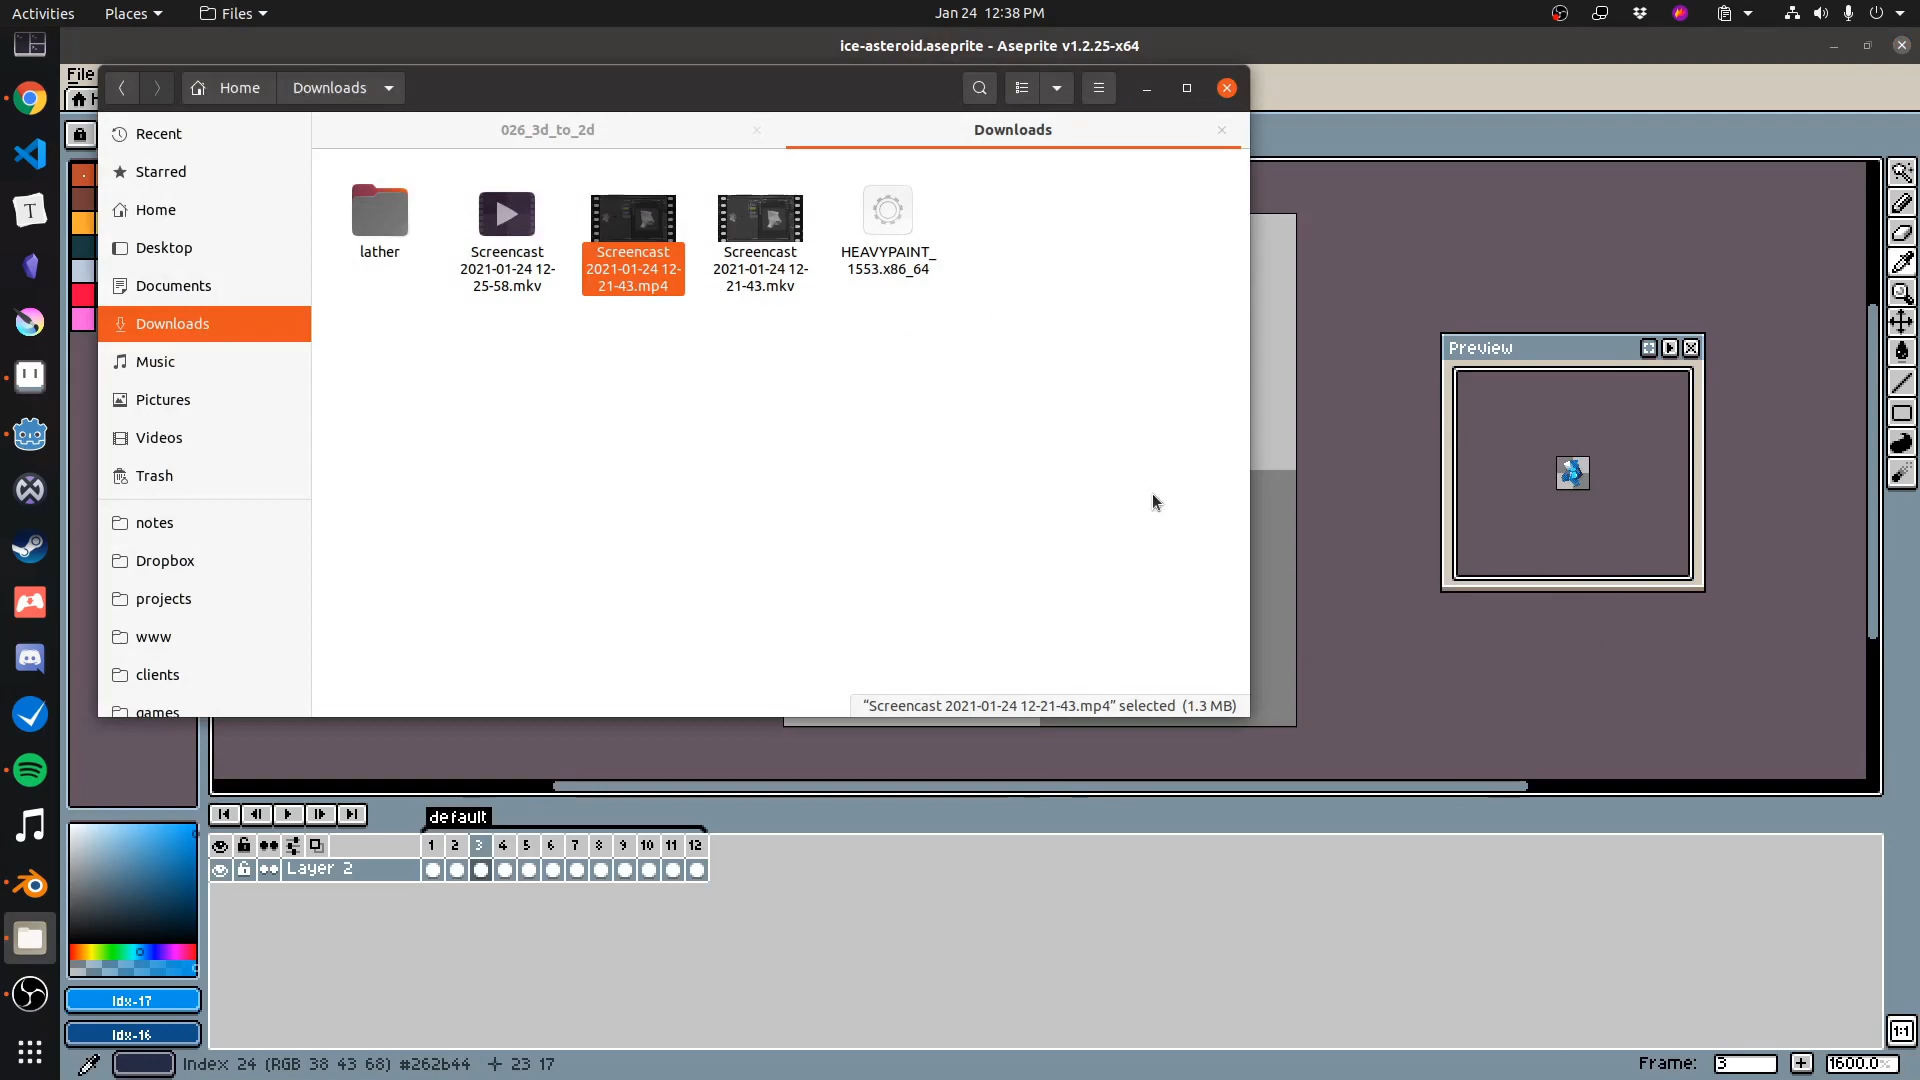 Activities
Places
Files
Jan 24 12:38 PM
ice-asteroid.aseprite - Aseprite v1.2.25-x64
File
Home
Downloads
026_3d_to_2d
Downloads
Recent
Starred
Home
Desktop
Documents
Downloads
Music
Pictures
Videos
Trash
notes
Dropbox
projects
www
clients
games
lather
Screencast
2021-01-24 12-
25-58.mkv
Screencast
2021-01-24 12-
21-43.mp4
Screencast
2021-01-24 12-
21-43.mkv
HEAVYPAINT_
1553.x86_64
“Screencast 2021-01-24 12-21-43.mp4” selected (1.3 MB)
Preview
default
1 2 3 4 5 6 7 8 9 10 11 12
Layer 2
Idx-17
Idx-16
Index 24 (RGB 38 43 68) #262b44 23 17
Frame: 3
1600.0
1:1
T